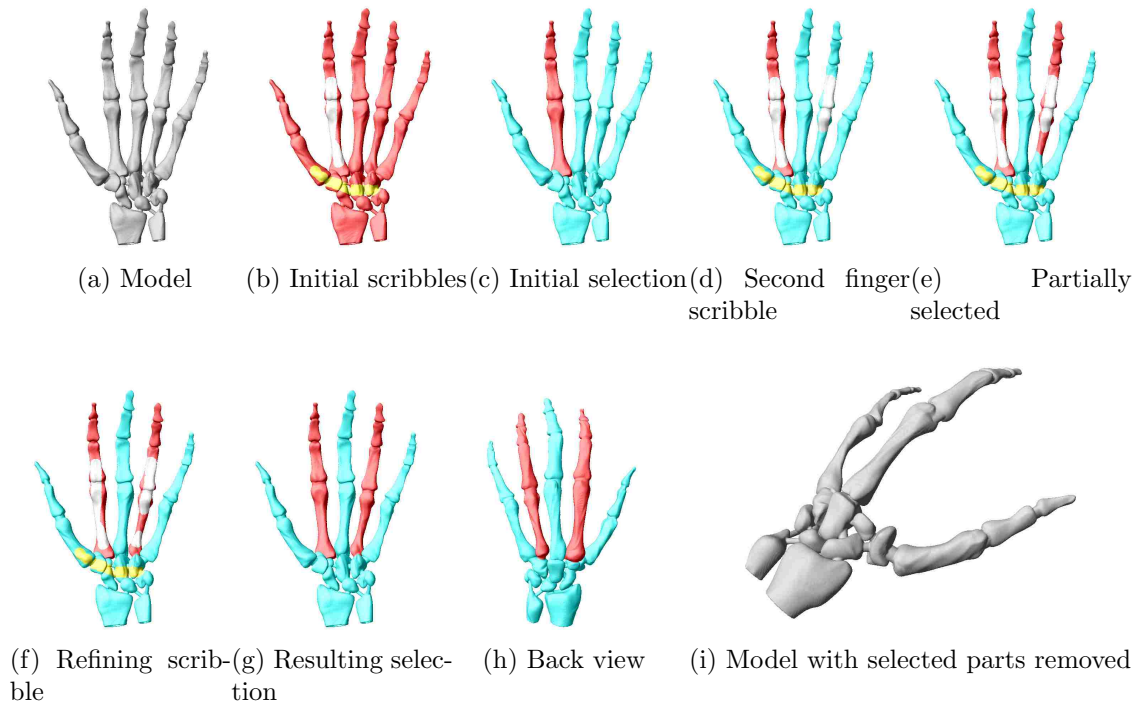 (a) Model
(b) Initial scribbles
(c) Initial selection
(d) Second finger
scribble
(e) Partially
selected
(f) Refining scrib-
ble
(g) Resulting selec-
tion
(h) Back view
(i) Model with selected parts removed